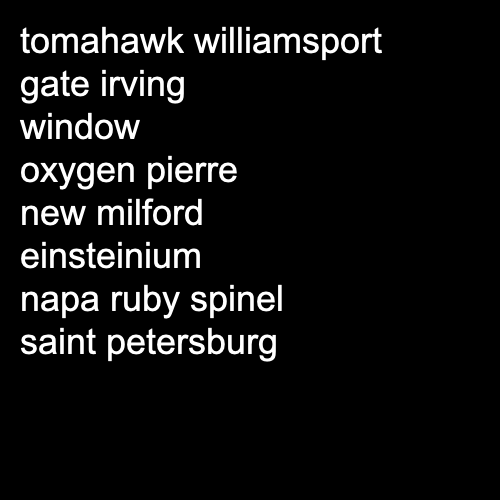 tomahawk williamsport
gate irving
window
oxygen pierre
new milford
einsteinium
napa ruby spinel
saint petersburg